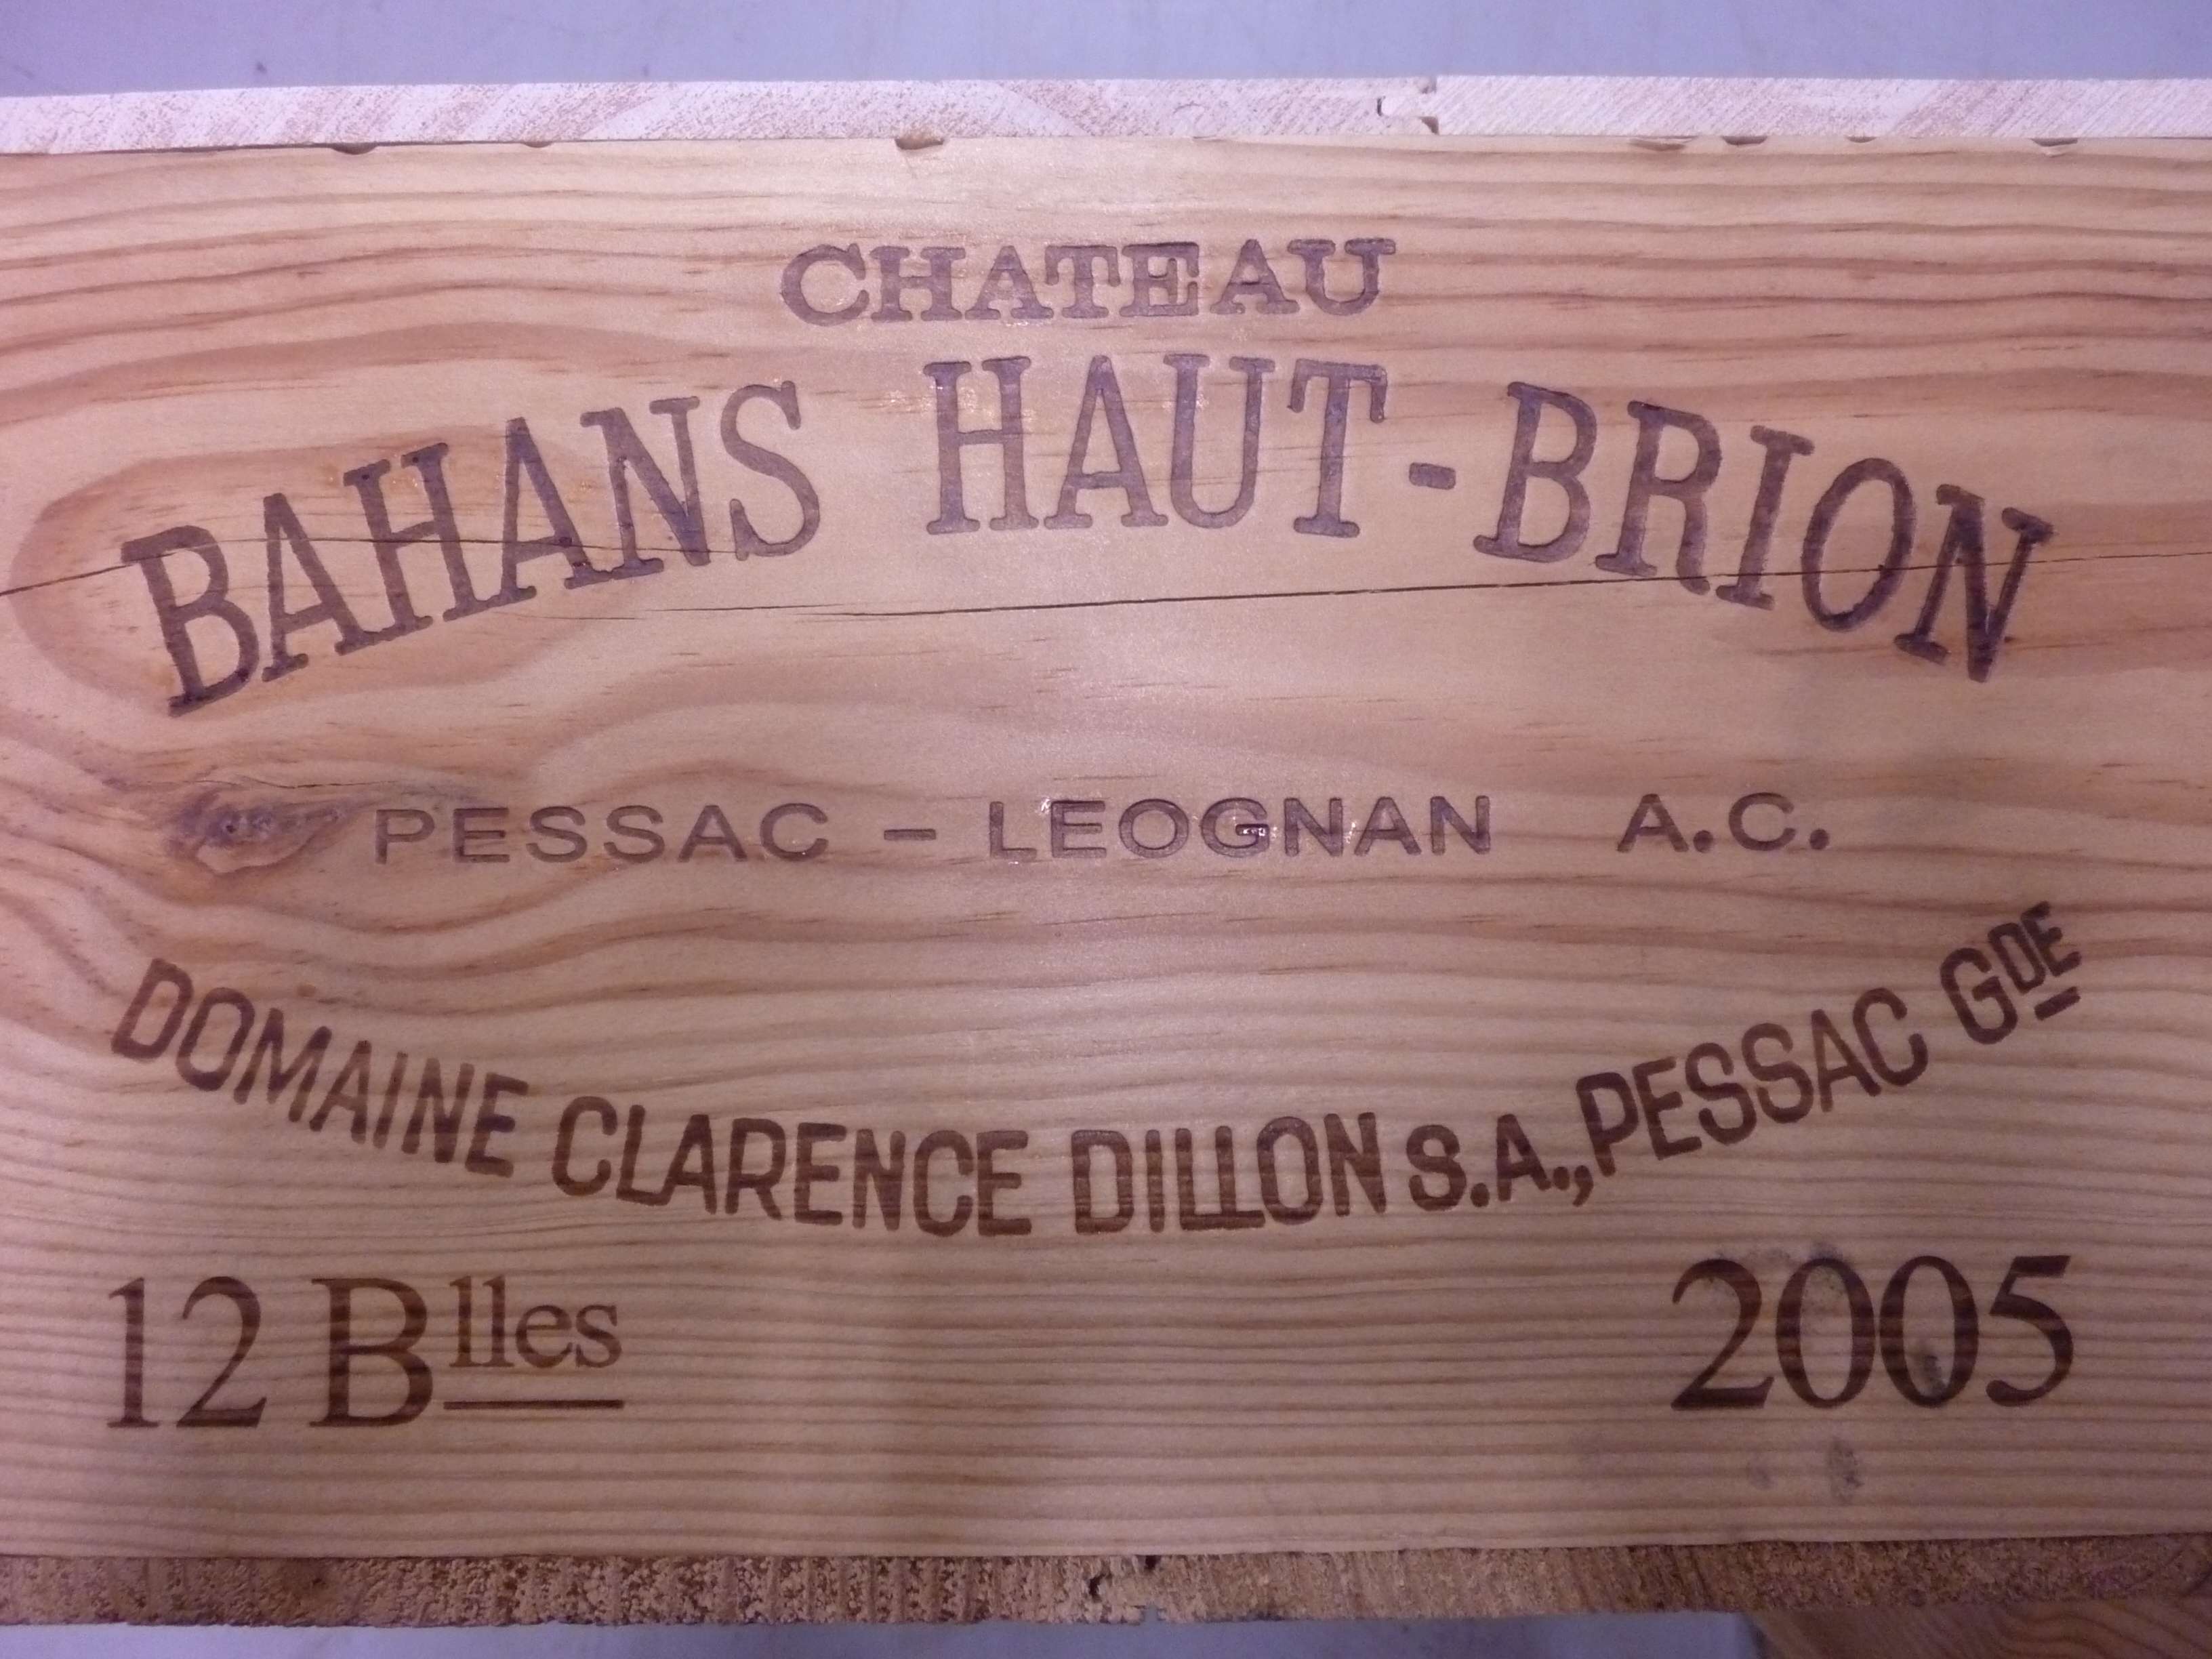 CHATEAU
BAHANS HAUT-BRION
PESSAC - LEOGNAN A.C.
DOMAINE CLARENCE DILLON S.A., PESSAC GDE
12 Blles
2005